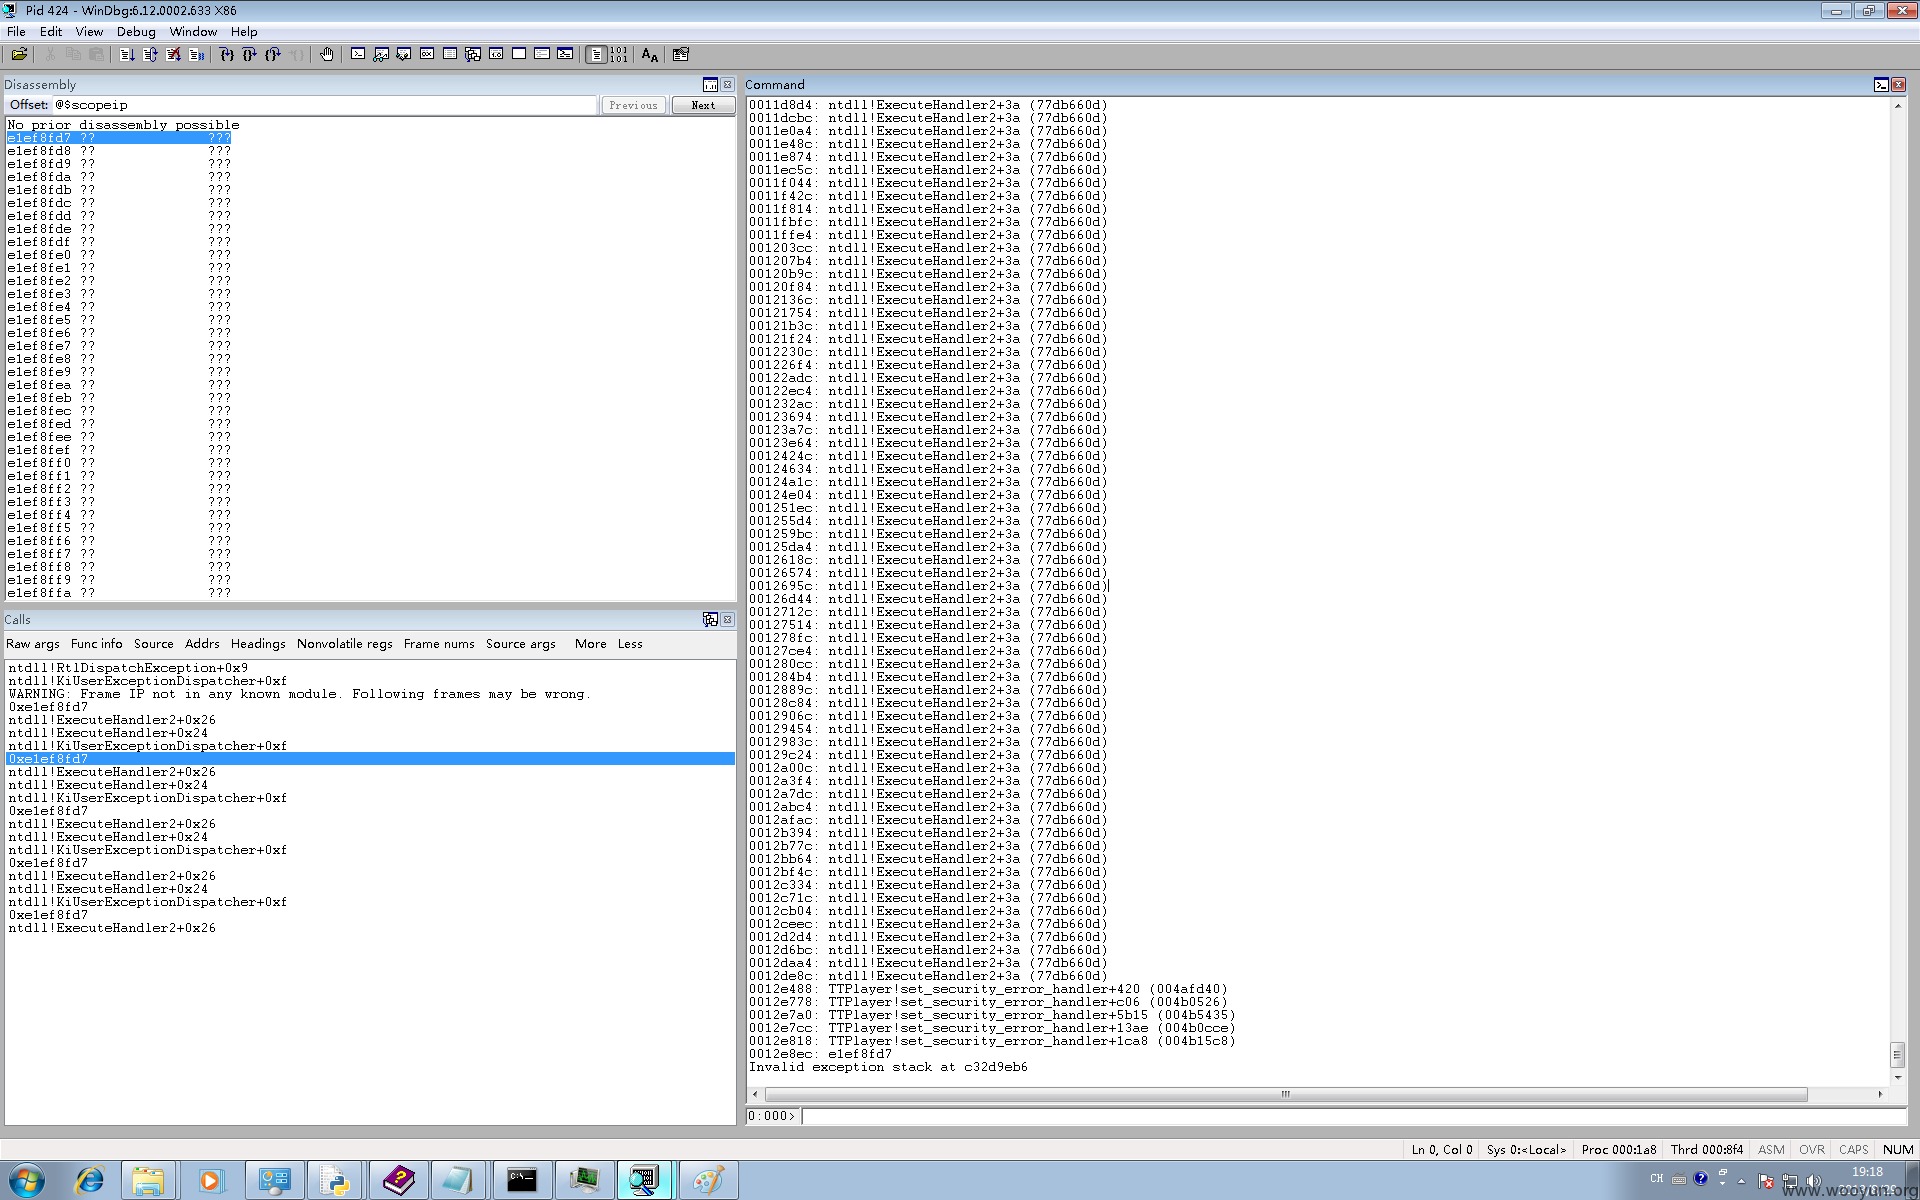 Pid 424 - WinDbg:6.12.0002.633 X86
File Edit View Debug Window Help
Disassembly
Offset: @$scopeip Previous Next
No prior disassembly possible
e1ef8fd7 ?? ???
e1ef8fd8 ?? ???
e1ef8fd9 ?? ???
e1ef8fda ?? ???
e1ef8fdb ?? ???
e1ef8fdc ?? ???
e1ef8fdd ?? ???
e1ef8fde ?? ???
e1ef8fdf ?? ???
e1ef8fe0 ?? ???
e1ef8fe1 ?? ???
e1ef8fe2 ?? ???
e1ef8fe3 ?? ???
e1ef8fe4 ?? ???
e1ef8fe5 ?? ???
e1ef8fe6 ?? ???
e1ef8fe7 ?? ???
e1ef8fe8 ?? ???
e1ef8fe9 ?? ???
e1ef8fea ?? ???
e1ef8feb ?? ???
e1ef8fec ?? ???
e1ef8fed ?? ???
e1ef8fee ?? ???
e1ef8fef ?? ???
e1ef8ff0 ?? ???
e1ef8ff1 ?? ???
e1ef8ff2 ?? ???
e1ef8ff3 ?? ???
e1ef8ff4 ?? ???
e1ef8ff5 ?? ???
e1ef8ff6 ?? ???
e1ef8ff7 ?? ???
e1ef8ff8 ?? ???
e1ef8ff9 ?? ???
e1ef8ffa ?? ???
Calls
Raw args Func info Source Addrs Headings Nonvolatile regs Frame nums Source args More Less
ntdll!RtlDispatchException+0x9
ntdll!KiUserExceptionDispatcher+0xf
WARNING: Frame IP not in any known module. Following frames may be wrong.
0xe1ef8fd7
ntdll!ExecuteHandler2+0x26
ntdll!ExecuteHandler+0x24
ntdll!KiUserExceptionDispatcher+0xf
0xe1ef8fd7
ntdll!ExecuteHandler2+0x26
ntdll!ExecuteHandler+0x24
ntdll!KiUserExceptionDispatcher+0xf
0xe1ef8fd7
ntdll!ExecuteHandler2+0x26
ntdll!ExecuteHandler+0x24
ntdll!KiUserExceptionDispatcher+0xf
0xe1ef8fd7
ntdll!ExecuteHandler2+0x26
ntdll!ExecuteHandler+0x24
ntdll!KiUserExceptionDispatcher+0xf
0xe1ef8fd7
ntdll!ExecuteHandler2+0x26
Command
0011d8d4: ntdll!ExecuteHandler2+3a (77db660d)
0011dcbc: ntdll!ExecuteHandler2+3a (77db660d)
0011e0a4: ntdll!ExecuteHandler2+3a (77db660d)
0011e48c: ntdll!ExecuteHandler2+3a (77db660d)
0011e874: ntdll!ExecuteHandler2+3a (77db660d)
0011ec5c: ntdll!ExecuteHandler2+3a (77db660d)
0011f044: ntdll!ExecuteHandler2+3a (77db660d)
0011f42c: ntdll!ExecuteHandler2+3a (77db660d)
0011f814: ntdll!ExecuteHandler2+3a (77db660d)
0011fbfc: ntdll!ExecuteHandler2+3a (77db660d)
0011ffe4: ntdll!ExecuteHandler2+3a (77db660d)
001203cc: ntdll!ExecuteHandler2+3a (77db660d)
001207b4: ntdll!ExecuteHandler2+3a (77db660d)
00120b9c: ntdll!ExecuteHandler2+3a (77db660d)
00120f84: ntdll!ExecuteHandler2+3a (77db660d)
0012136c: ntdll!ExecuteHandler2+3a (77db660d)
00121754: ntdll!ExecuteHandler2+3a (77db660d)
00121b3c: ntdll!ExecuteHandler2+3a (77db660d)
00121f24: ntdll!ExecuteHandler2+3a (77db660d)
0012230c: ntdll!ExecuteHandler2+3a (77db660d)
001226f4: ntdll!ExecuteHandler2+3a (77db660d)
00122adc: ntdll!ExecuteHandler2+3a (77db660d)
00122ec4: ntdll!ExecuteHandler2+3a (77db660d)
001232ac: ntdll!ExecuteHandler2+3a (77db660d)
00123694: ntdll!ExecuteHandler2+3a (77db660d)
00123a7c: ntdll!ExecuteHandler2+3a (77db660d)
00123e64: ntdll!ExecuteHandler2+3a (77db660d)
0012424c: ntdll!ExecuteHandler2+3a (77db660d)
00124634: ntdll!ExecuteHandler2+3a (77db660d)
00124a1c: ntdll!ExecuteHandler2+3a (77db660d)
00124e04: ntdll!ExecuteHandler2+3a (77db660d)
001251ec: ntdll!ExecuteHandler2+3a (77db660d)
001255d4: ntdll!ExecuteHandler2+3a (77db660d)
001259bc: ntdll!ExecuteHandler2+3a (77db660d)
00125da4: ntdll!ExecuteHandler2+3a (77db660d)
0012618c: ntdll!ExecuteHandler2+3a (77db660d)
00126574: ntdll!ExecuteHandler2+3a (77db660d)
0012695c: ntdll!ExecuteHandler2+3a (77db660d)
00126d44: ntdll!ExecuteHandler2+3a (77db660d)
0012712c: ntdll!ExecuteHandler2+3a (77db660d)
00127514: ntdll!ExecuteHandler2+3a (77db660d)
001278fc: ntdll!ExecuteHandler2+3a (77db660d)
00127ce4: ntdll!ExecuteHandler2+3a (77db660d)
001280cc: ntdll!ExecuteHandler2+3a (77db660d)
001284b4: ntdll!ExecuteHandler2+3a (77db660d)
0012889c: ntdll!ExecuteHandler2+3a (77db660d)
00128c84: ntdll!ExecuteHandler2+3a (77db660d)
0012906c: ntdll!ExecuteHandler2+3a (77db660d)
00129454: ntdll!ExecuteHandler2+3a (77db660d)
0012983c: ntdll!ExecuteHandler2+3a (77db660d)
00129c24: ntdll!ExecuteHandler2+3a (77db660d)
0012a00c: ntdll!ExecuteHandler2+3a (77db660d)
0012a3f4: ntdll!ExecuteHandler2+3a (77db660d)
0012a7dc: ntdll!ExecuteHandler2+3a (77db660d)
0012abc4: ntdll!ExecuteHandler2+3a (77db660d)
0012afac: ntdll!ExecuteHandler2+3a (77db660d)
0012b394: ntdll!ExecuteHandler2+3a (77db660d)
0012b77c: ntdll!ExecuteHandler2+3a (77db660d)
0012bb64: ntdll!ExecuteHandler2+3a (77db660d)
0012bf4c: ntdll!ExecuteHandler2+3a (77db660d)
0012c334: ntdll!ExecuteHandler2+3a (77db660d)
0012c71c: ntdll!ExecuteHandler2+3a (77db660d)
0012cb04: ntdll!ExecuteHandler2+3a (77db660d)
0012ceec: ntdll!ExecuteHandler2+3a (77db660d)
0012d2d4: ntdll!ExecuteHandler2+3a (77db660d)
0012d6bc: ntdll!ExecuteHandler2+3a (77db660d)
0012daa4: ntdll!ExecuteHandler2+3a (77db660d)
0012de8c: ntdll!ExecuteHandler2+3a (77db660d)
0012e488: TTPlayer!set_security_error_handler+420 (004afd40)
0012e778: TTPlayer!set_security_error_handler+c06 (004b0526)
0012e7a0: TTPlayer!set_security_error_handler+5b15 (004b5435)
0012e7cc: TTPlayer!set_security_error_handler+13ae (004b0cce)
0012e818: TTPlayer!set_security_error_handler+1ca8 (004b15c8)
0012e8ec: e1ef8fd7
Invalid exception stack at c32d9eb6
0:000>
Ln 0, Col 0 Sys 0:<Local> Proc 000:1a8 Thrd 000:8f4 ASM OVR CAPS NUM
CH 19:18
www.wooyun.org